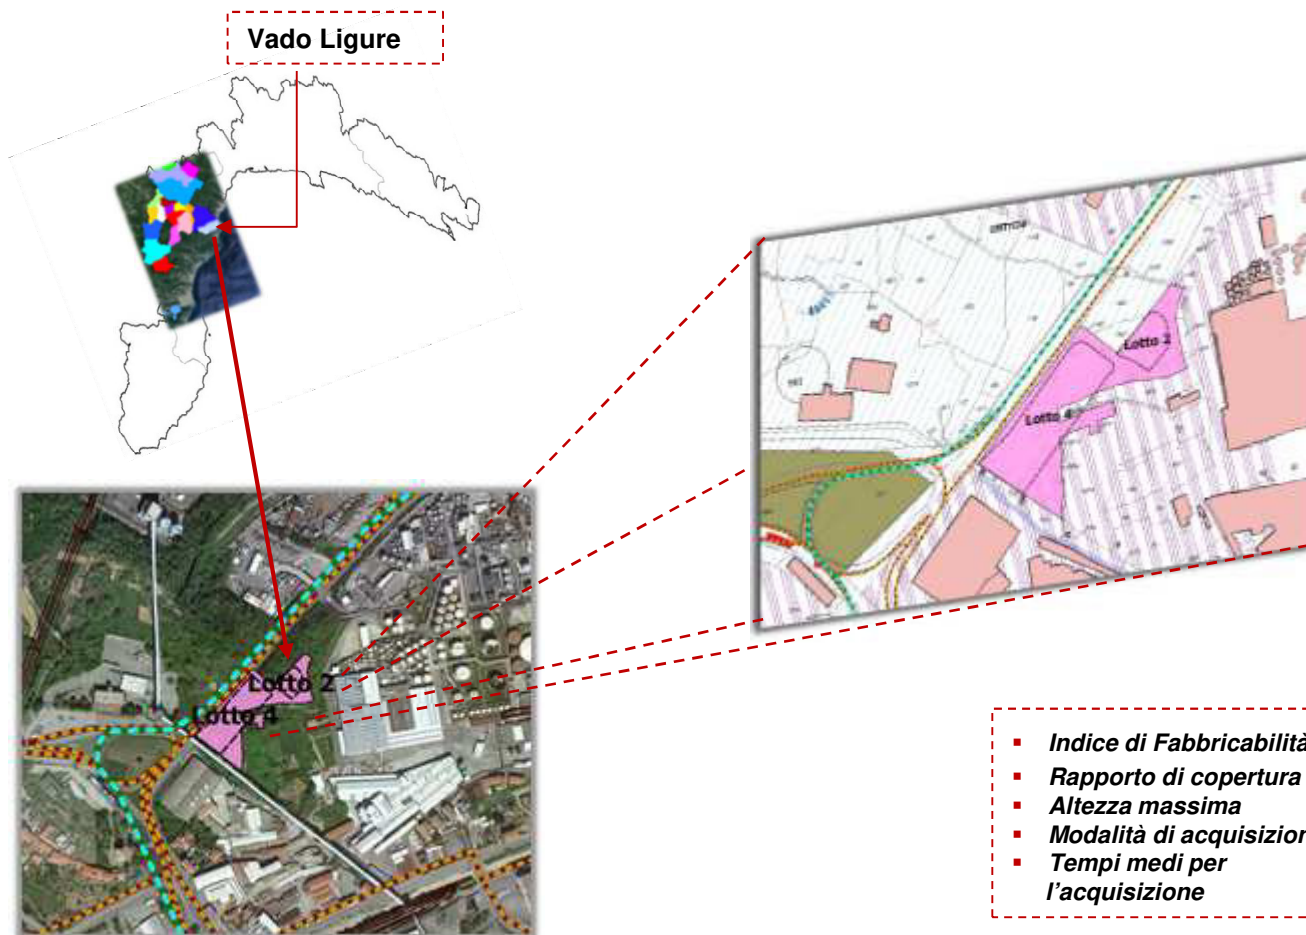 Vado Ligure
Lotto 2
Lotto 4
Lotto 2
Lotto 4
▪ Indice di Fabbricabilità
▪ Rapporto di copertura
▪ Altezza massima
▪ Modalità di acquisizion
▪ Tempi medi per
l'acquisizione